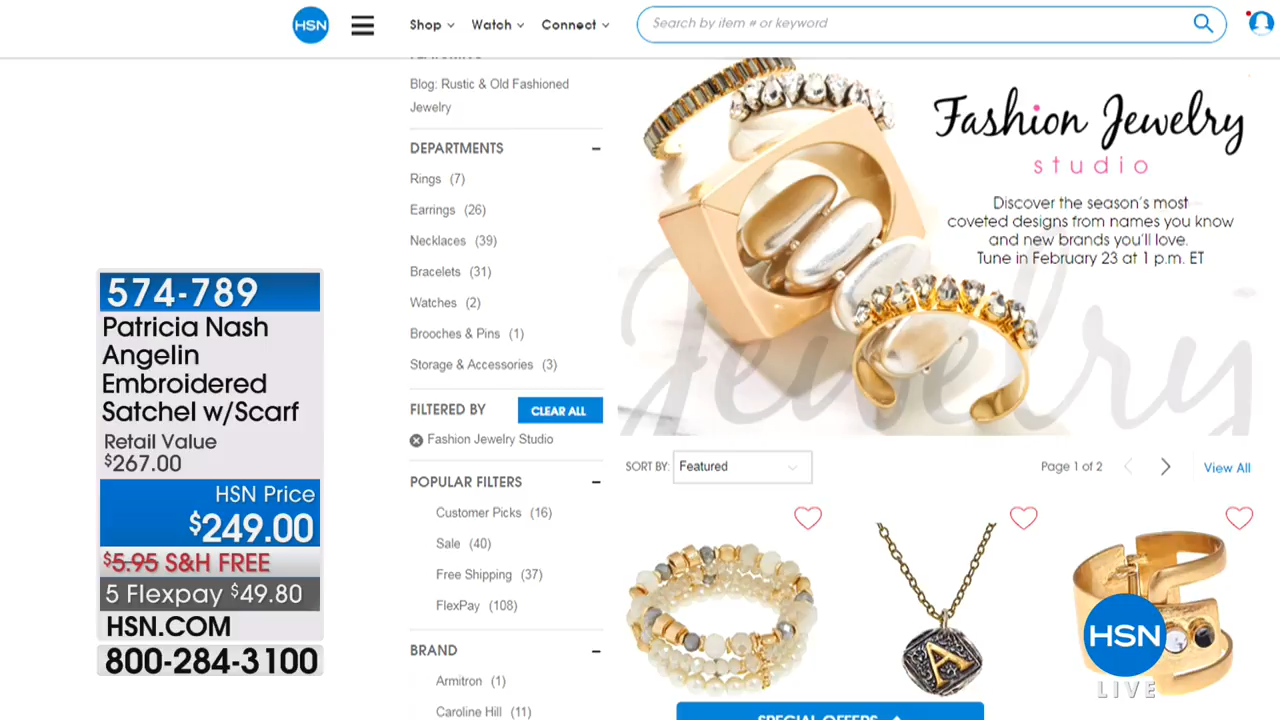 HSN
Shop
Watch
Connect
Search by item # or keyword
Blog: Rustic & Old Fashioned
Jewelry
DEPARTMENTS
Rings (7)
Earrings (26)
Necklaces (39)
Bracelets (31)
Watches (2)
Brooches & Pins (1)
Storage & Accessories (3)
FILTERED BY
CLEAR ALL
Fashion Jewelry Studio
POPULAR FILTERS
Customer Picks (16)
Sale (40)
Free Shipping (37)
FlexPay (108)
BRAND
Armitron (1)
Caroline Hill (11)
Fashion Jewelry
studio
Discover the season's most
coveted designs from names you know
and new brands you'll love.
Tune in February 23 at 1 p.m. ET
Jewelry
SORT BY:
Featured
Page 1 of 2
View All
A
SPECIAL OFFERS
574-789
Patricia Nash
Angelin
Embroidered
Satchel w/Scarf
Retail Value
$267.00
HSN Price
$249.00
$5.95 S&H FREE
5 Flexpay $49.80
HSN.COM
800-284-3100
HSN
LIVE